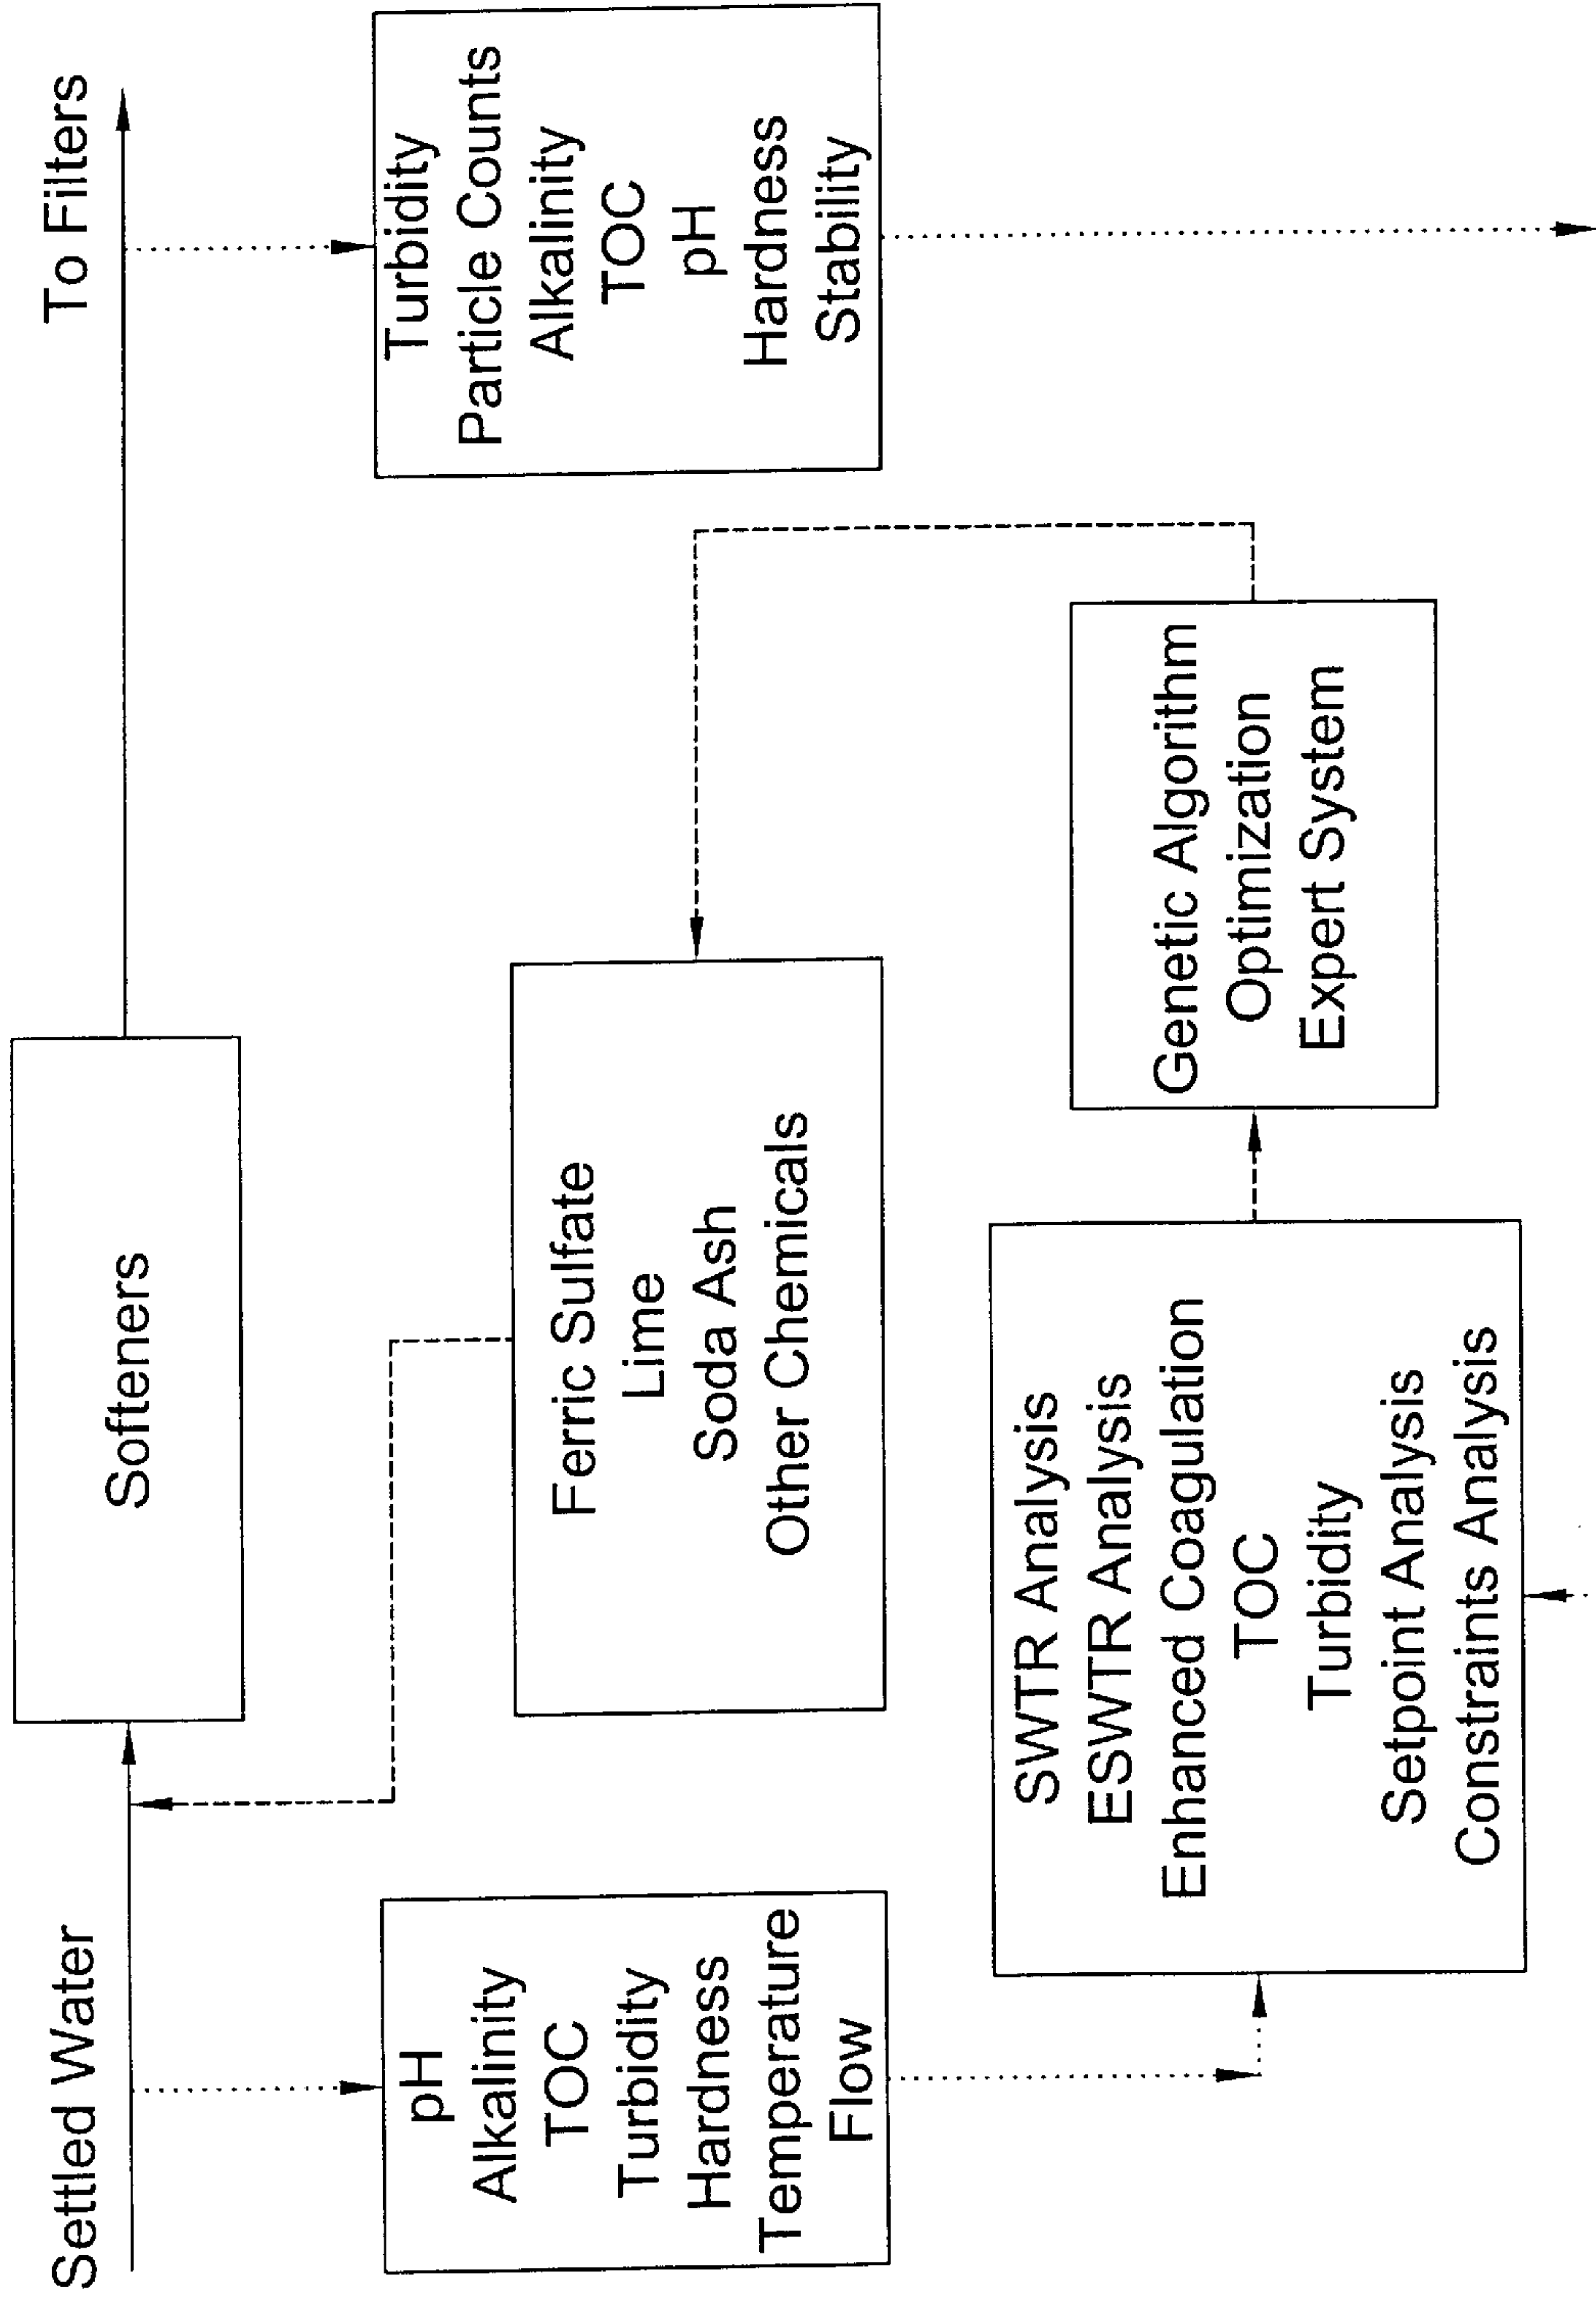 Settled Water
Softeners
To Filters
pH
Alkalinity
TOC
Turbidity
Hardness
Temperature
Flow
Ferric Sulfate
Lime
Soda Ash
Other Chemicals
Turbidity
Particle Counts
Alkalinity
TOC
pH
Hardness
Stability
SWTR Analysis
ESWTR Analysis
Enhanced Coagulation
TOC
Turbidity
Setpoint Analysis
Constraints Analysis
Genetic Algorithm
Optimization
Expert System